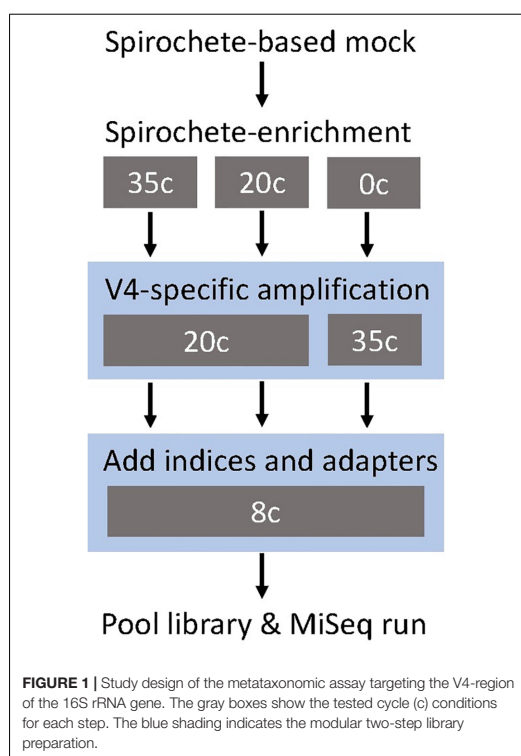 Spirochete-based mock
Spirochete-enrichment
35c 20c 0c
V4-specific amplification
20c 35c
Add indices and adapters
8c
Pool library & MiSeq run
FIGURE 1 | Study design of the metataxonomic assay targeting the V4-region
of the 16S rRNA gene. The gray boxes show the tested cycle (c) conditions
for each step. The blue shading indicates the modular two-step library
preparation.